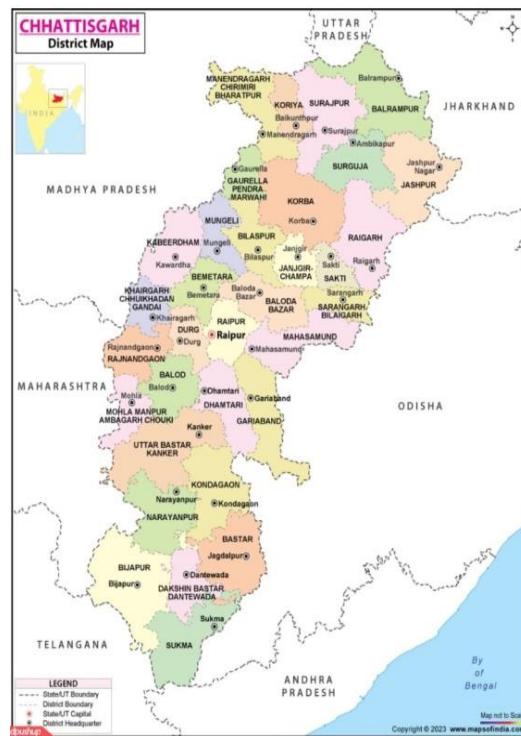 CHHATTISGARH
District Map
UTTAR
PRADESH
INDIA
MANENDRAGARH
CHIRIMIRI
BHARATPUR
KORIYA
Baikunthpur
Manendragarh
SURAJPUR
Surajpur
Balrampur
BALRAMPUR
JHARKHAND
Ambikapur
SURGUJA
Jashpur
Nagar
JASHPUR
MADHYA PRADESH
Gaurella
GAURELLA
PENDRA
MARWAHI
KORBA
Korba
MUNGELI
Mungeli
BILASPUR
Bilaspur
KABEERDHAM
Kawardha
Janjgir
JANJGIR-
CHAMPA
Sakti
SAKTI
RAIGARH
Raigarh
KHAIRGARH
CHHUIKHADAN
GANDAI
Khairagarh
BEMETARA
Bemetara
Baloda
Bazar
BALODA
BAZAR
Sarangarh
SARANGARH
BILAIGARH
DURG
Durg
RAIPUR
Raipur
MAHASAMUND
Mahasamund
Rajnandgaon
RAJNANDGAON
MAHARASHTRA
BALOD
Balod
Mohla
MOHLA MANPUR
AMBAGARH CHOUKI
Dhamtari
DHAMTARI
Gariaband
GARIABAND
ODISHA
Kanker
UTTAR BASTAR
KANKER
KONDAGAON
Kondagaon
Narayanpur
NARAYANPUR
BASTAR
Jagdalpur
BIJAPUR
Bijapur
Dantewada
DAKSHIN BASTAR
DANTEWADA
Sukma
SUKMA
TELANGANA
ANDHRA
PRADESH
By
of
Bengal
LEGEND
State/UT Boundary
District Boundary
State/UT Capital
District Headquarter
dpushup
Map not to Scale
Copyright © 2023 www.mapsofindia.com